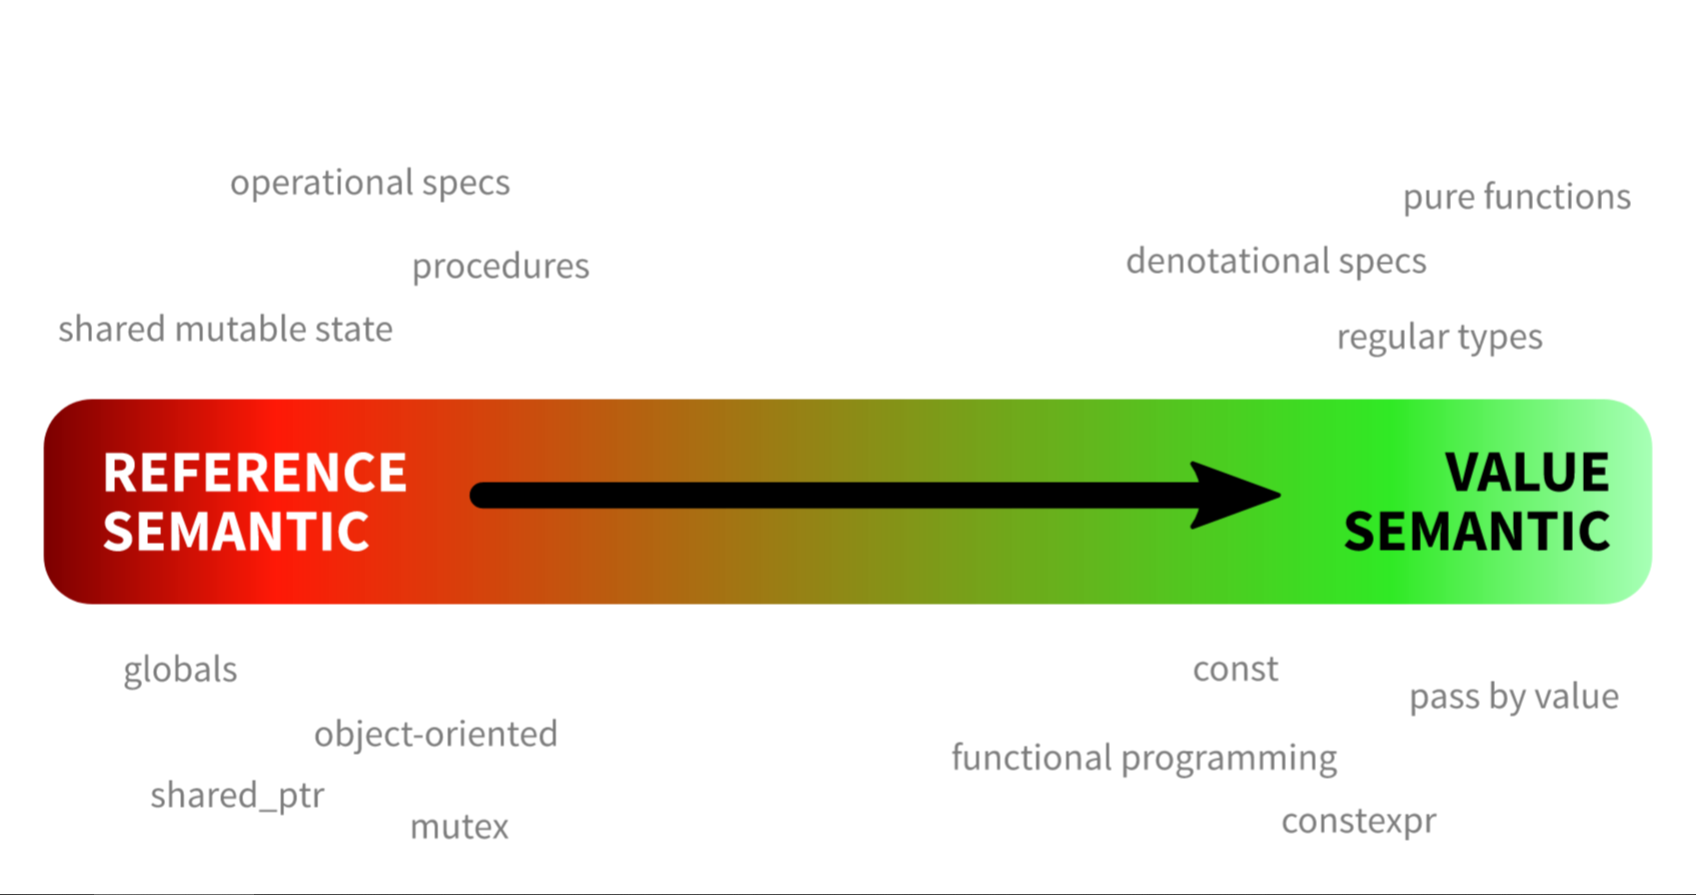 operational specs
pure functions
procedures
denotational specs
shared mutable state
regular types
REFERENCE
SEMANTIC
VALUE
SEMANTIC
globals
const
pass by value
object-oriented
functional programming
shared_ptr
mutex
constexpr